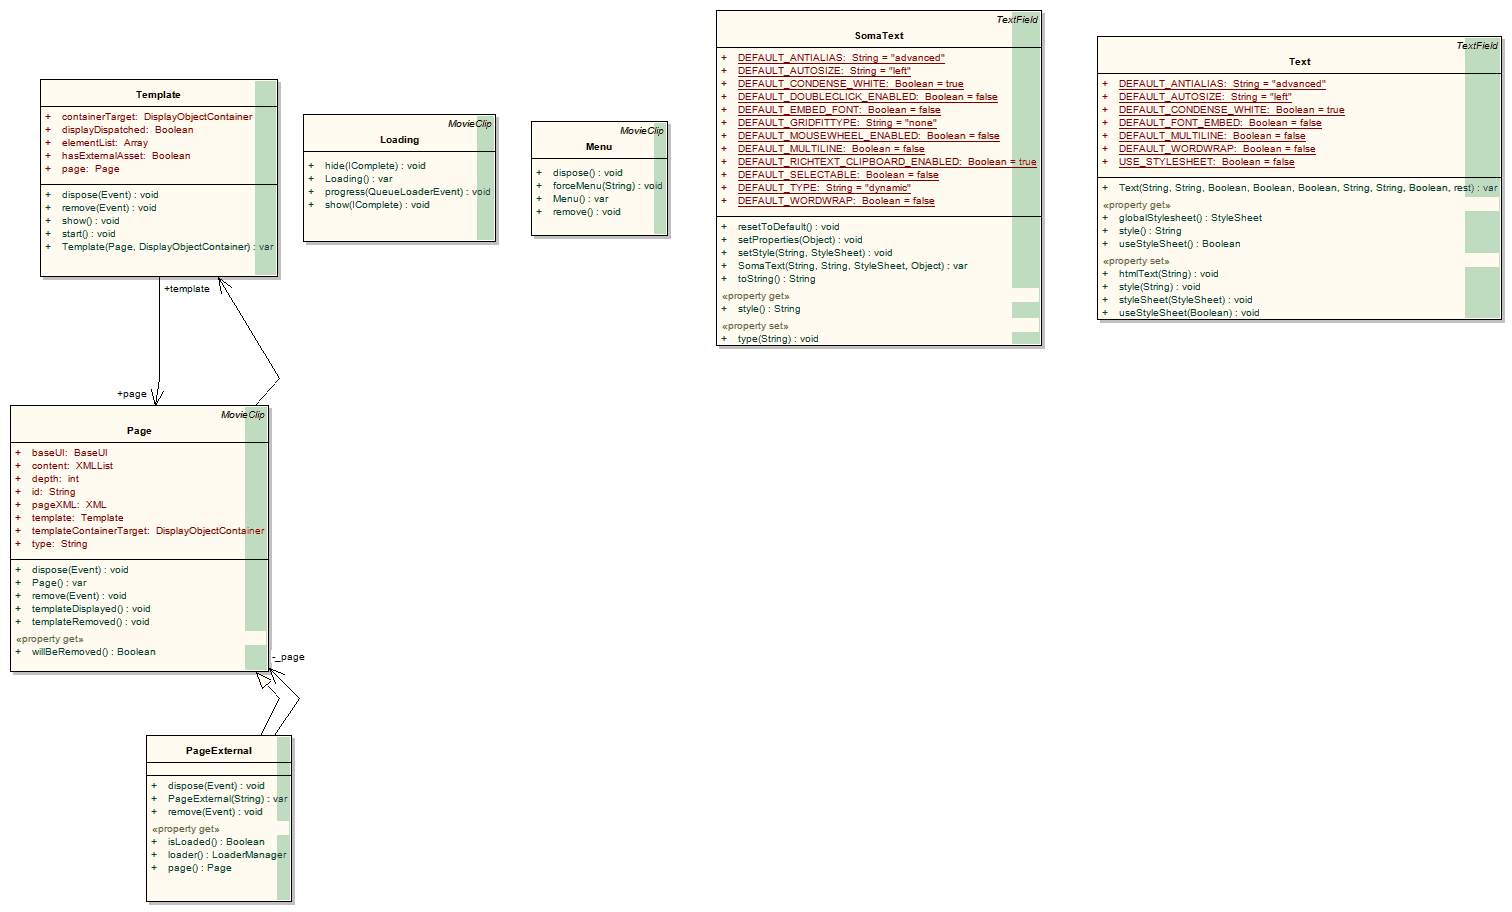 Template
+ containerTarget: DisplayObjectContainer
+ displayDispatched: Boolean
+ elementList: Array
+ hasExternalAsset: Boolean
+ page: Page
+ dispose(Event) : void
+ remove(Event) : void
+ show() : void
+ start() : void
+ Template(Page, DisplayObjectContainer) : var
MovieClip
Loading
+ hide(IComplete) : void
+ Loading() : var
+ progress(QueueLoaderEvent) : void
+ show(IComplete) : void
MovieClip
Menu
+ dispose() : void
+ forceMenu(String) : void
+ Menu() : var
+ remove() : void
TextField
SomaText
+ DEFAULT_ANTIALIAS: String = "advanced"
+ DEFAULT_AUTOSIZE: String = "left"
+ DEFAULT_CONDENSE_WHITE: Boolean = true
+ DEFAULT_DOUBLECLICK_ENABLED: Boolean = false
+ DEFAULT_EMBED_FONT: Boolean = false
+ DEFAULT_GRIDFITTYPE: String = "none"
+ DEFAULT_MOUSEWHEEL_ENABLED: Boolean = false
+ DEFAULT_MULTILINE: Boolean = false
+ DEFAULT_RICHTEXT_CLIPBOARD_ENABLED: Boolean = true
+ DEFAULT_SELECTABLE: Boolean = false
+ DEFAULT_TYPE: String = "dynamic"
+ DEFAULT_WORDWRAP: Boolean = false
+ resetToDefault() : void
+ setProperties(Object) : void
+ setStyle(String, StyleSheet) : void
+ SomaText(String, String, StyleSheet, Object) : var
+ toString() : String
«property get»
+ style() : String
«property set»
+ type(String) : void
TextField
Text
+ DEFAULT_ANTIALIAS: String = "advanced"
+ DEFAULT_AUTOSIZE: String = "left"
+ DEFAULT_CONDENSE_WHITE: Boolean = true
+ DEFAULT_FONT_EMBED: Boolean = false
+ DEFAULT_MULTILINE: Boolean = false
+ DEFAULT_WORDWRAP: Boolean = false
+ USE_STYLESHEET: Boolean = false
+ Text(String, String, Boolean, Boolean, Boolean, String, String, Boolean, rest) : var
«property get»
+ globalStylesheet() : StyleSheet
+ style() : String
+ useStyleSheet() : Boolean
«property set»
+ htmlText(String) : void
+ style(String) : void
+ styleSheet(StyleSheet) : void
+ useStyleSheet(Boolean) : void
+template
+page
MovieClip
Page
+ baseUI: BaseUI
+ content: XMLList
+ depth: int
+ id: String
+ pageXML: XML
+ template: Template
+ templateContainerTarget: DisplayObjectContainer
+ type: String
+ dispose(Event) : void
+ Page() : var
+ remove(Event) : void
+ templateDisplayed() : void
+ templateRemoved() : void
«property get»
+ willBeRemoved() : Boolean
-_page
PageExternal
+ dispose(Event) : void
+ PageExternal(String) : var
+ remove(Event) : void
«property get»
+ isLoaded() : Boolean
+ loader() : LoaderManager
+ page() : Page